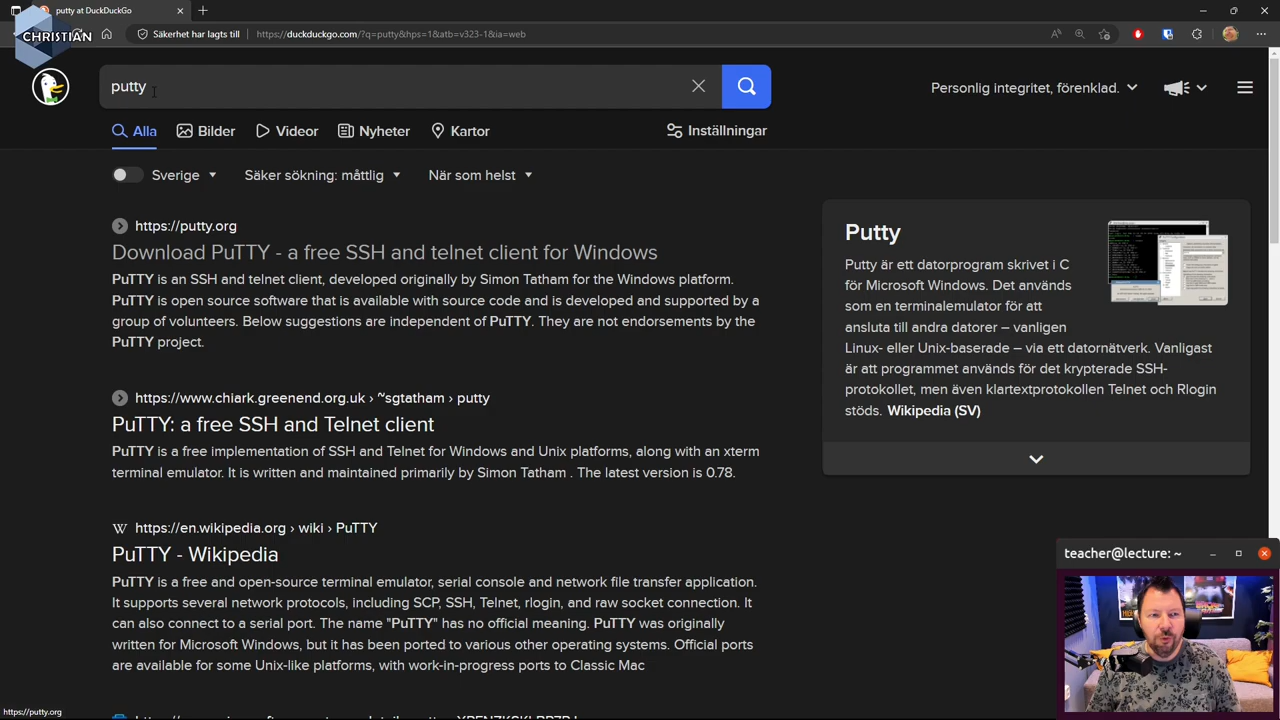 putty at DuckDuckGo
CHRISTIAN
Säkerhet har lagts till
https://duckduckgo.com/?q=putty&hps=1&atb=v323-1&ia=web
putty
Personlig integritet, förenklad.
Alla
Bilder
Videor
Nyheter
Kartor
Inställningar
Sverige
Säker sökning: måttlig
När som helst
https://putty.org
Download PuTTY - a free SSH and telnet client for Windows
PuTTY is an SSH and telnet client, developed originally by Simon Tatham for the Windows platform.
PuTTY is open source software that is available with source code and is developed and supported by a
group of volunteers. Below suggestions are independent of PuTTY. They are not endorsements by the
PuTTY project.
https://www.chiark.greenend.org.uk › ~sgtatham › putty
PuTTY: a free SSH and Telnet client
PuTTY is a free implementation of SSH and Telnet for Windows and Unix platforms, along with an xterm
terminal emulator. It is written and maintained primarily by Simon Tatham . The latest version is 0.78.
https://en.wikipedia.org › wiki › PuTTY
PuTTY - Wikipedia
PuTTY is a free and open-source terminal emulator, serial console and network file transfer application.
It supports several network protocols, including SCP, SSH, Telnet, rlogin, and raw socket connection. It
can also connect to a serial port. The name "PuTTY" has no official meaning. PuTTY was originally
written for Microsoft Windows, but it has been ported to various other operating systems. Official ports
are available for some Unix-like platforms, with work-in-progress ports to Classic Mac
Putty
Putty är ett datorprogram skrivet i C
för Microsoft Windows. Det används
som en terminalemulator för att
ansluta till andra datorer – vanligen
Linux- eller Unix-baserade – via ett datornätverk. Vanligast
är att programmet används för det krypterade SSH-
protokollet, men även klartextprotokollen Telnet och Rlogin
stöds. Wikipedia (SV)
teacher@lecture: ~
https://putty.org